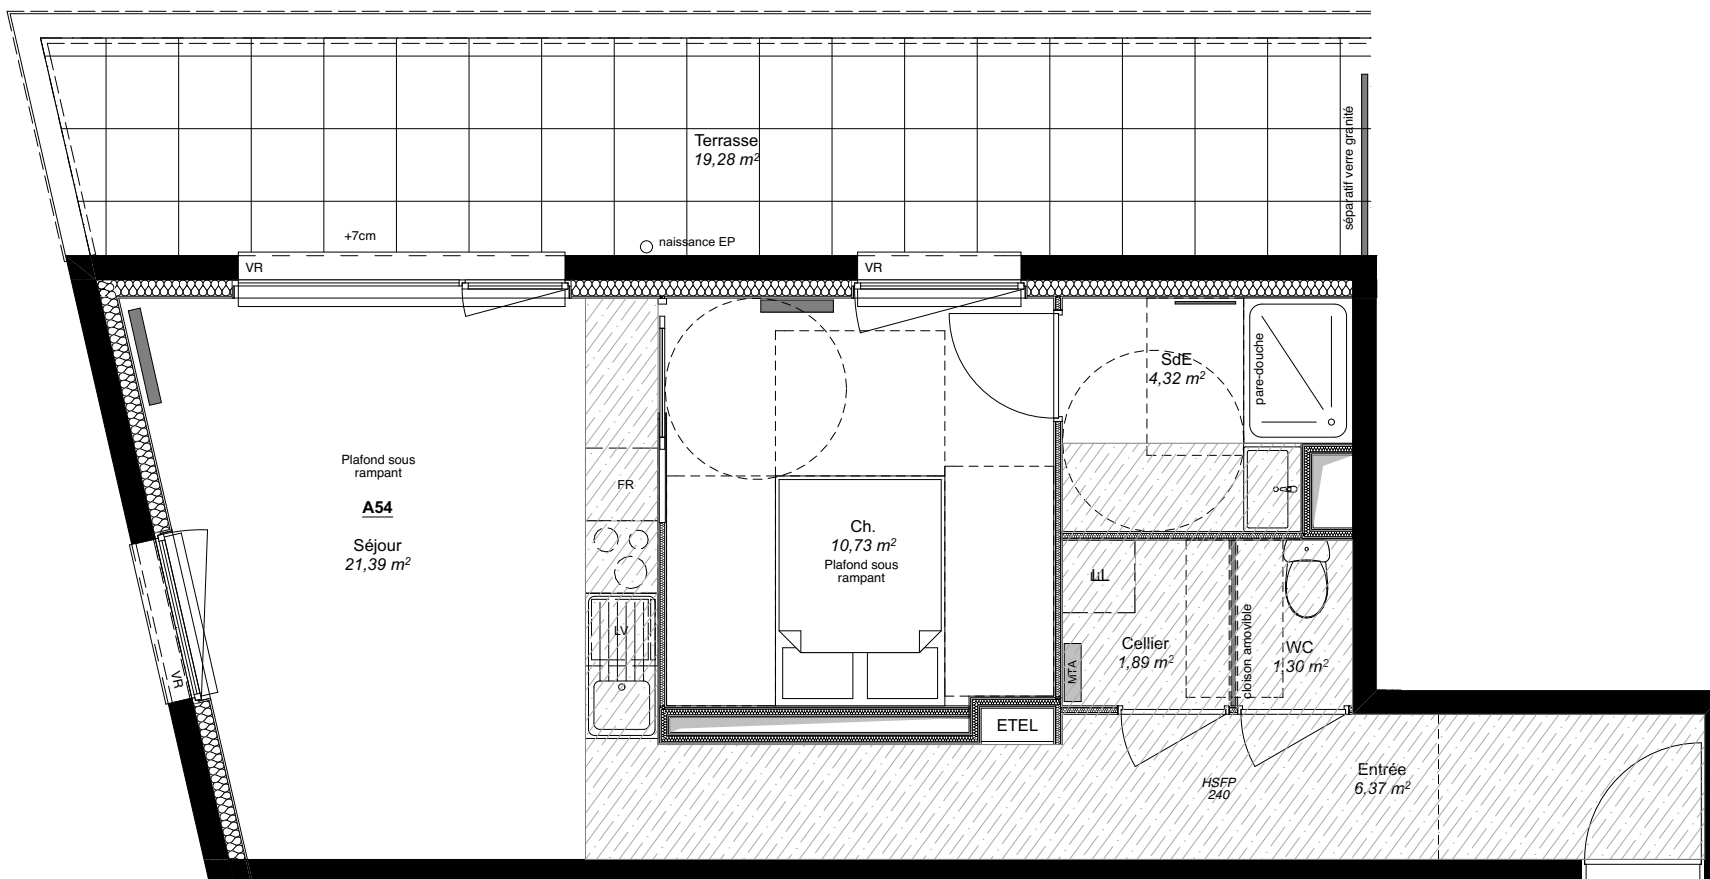 Terrasse
19,28 m²
séparatif verre granité
+7cm
naissance EP
VR
VR
SdE
4,32 m²
pare-douche
Plafond sous
rampant
A54
Séjour
21,39 m²
FR
Ch.
10,73 m²
Plafond sous
rampant
LL
LV
Cellier
1,89 m²
cloison amovible
WC
1,30 m²
MTA
VR
ETEL
Entrée
6,37 m²
HSFP
240